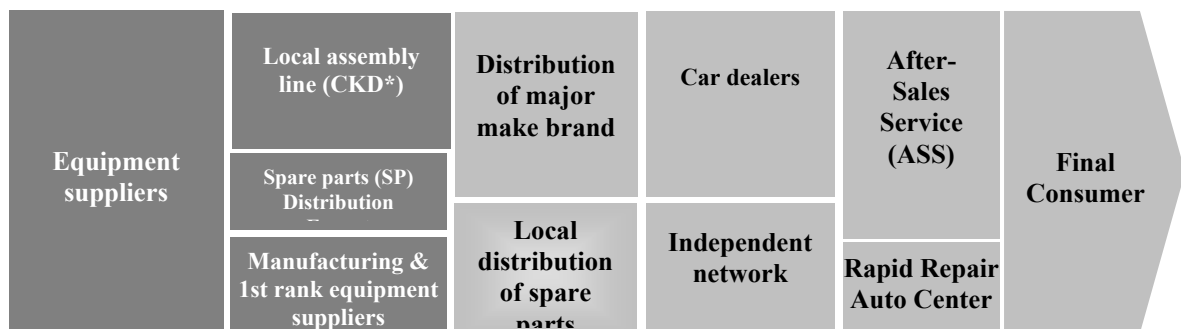 Equipment
suppliers
Local assembly
line (CKD*)
Spare parts (SP)
Distribution
Manufacturing &
1st rank equipment
suppliers
Distribution
of major
make brand
Local
distribution
of spare
parts
Car dealers
Independent
network
After-
Sales
Service
(ASS)
Rapid Repair
Auto Center
Final
Consumer